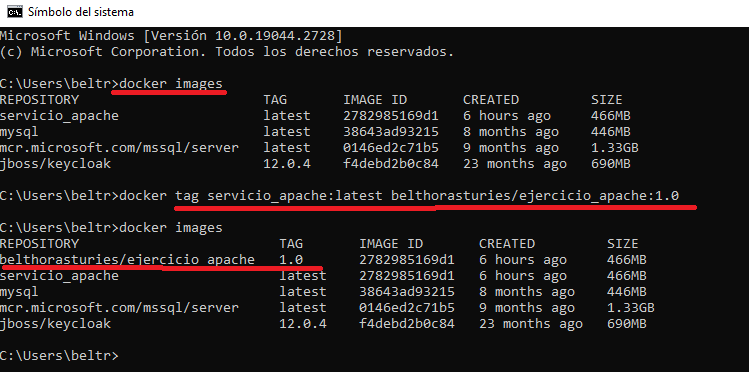 Símbolo del sistema
Microsoft Windows [Versión 10.0.19044.2728]
(c) Microsoft Corporation. Todos los derechos reservados.
C:\Users\beltr>docker images
REPOSITORY TAG IMAGE ID CREATED SIZE
servicio_apache latest 2782985169d1 6 hours ago 466MB
mysql latest 38643ad93215 8 months ago 446MB
mcr.microsoft.com/mssql/server latest 0146ed2c71b5 9 months ago 1.33GB
jboss/keycloak 12.0.4 f4debd2b0c84 23 months ago 690MB
C:\Users\beltr>docker tag servicio_apache:latest belthorasturies/ejercicio_apache:1.0
C:\Users\beltr>docker images
REPOSITORY TAG IMAGE ID CREATED SIZE
belthorasturies/ejercicio_apache 1.0 2782985169d1 6 hours ago 466MB
servicio_apache latest 2782985169d1 6 hours ago 466MB
mysql latest 38643ad93215 8 months ago 446MB
mcr.microsoft.com/mssql/server latest 0146ed2c71b5 9 months ago 1.33GB
jboss/keycloak 12.0.4 f4debd2b0c84 23 months ago 690MB
C:\Users\beltr>